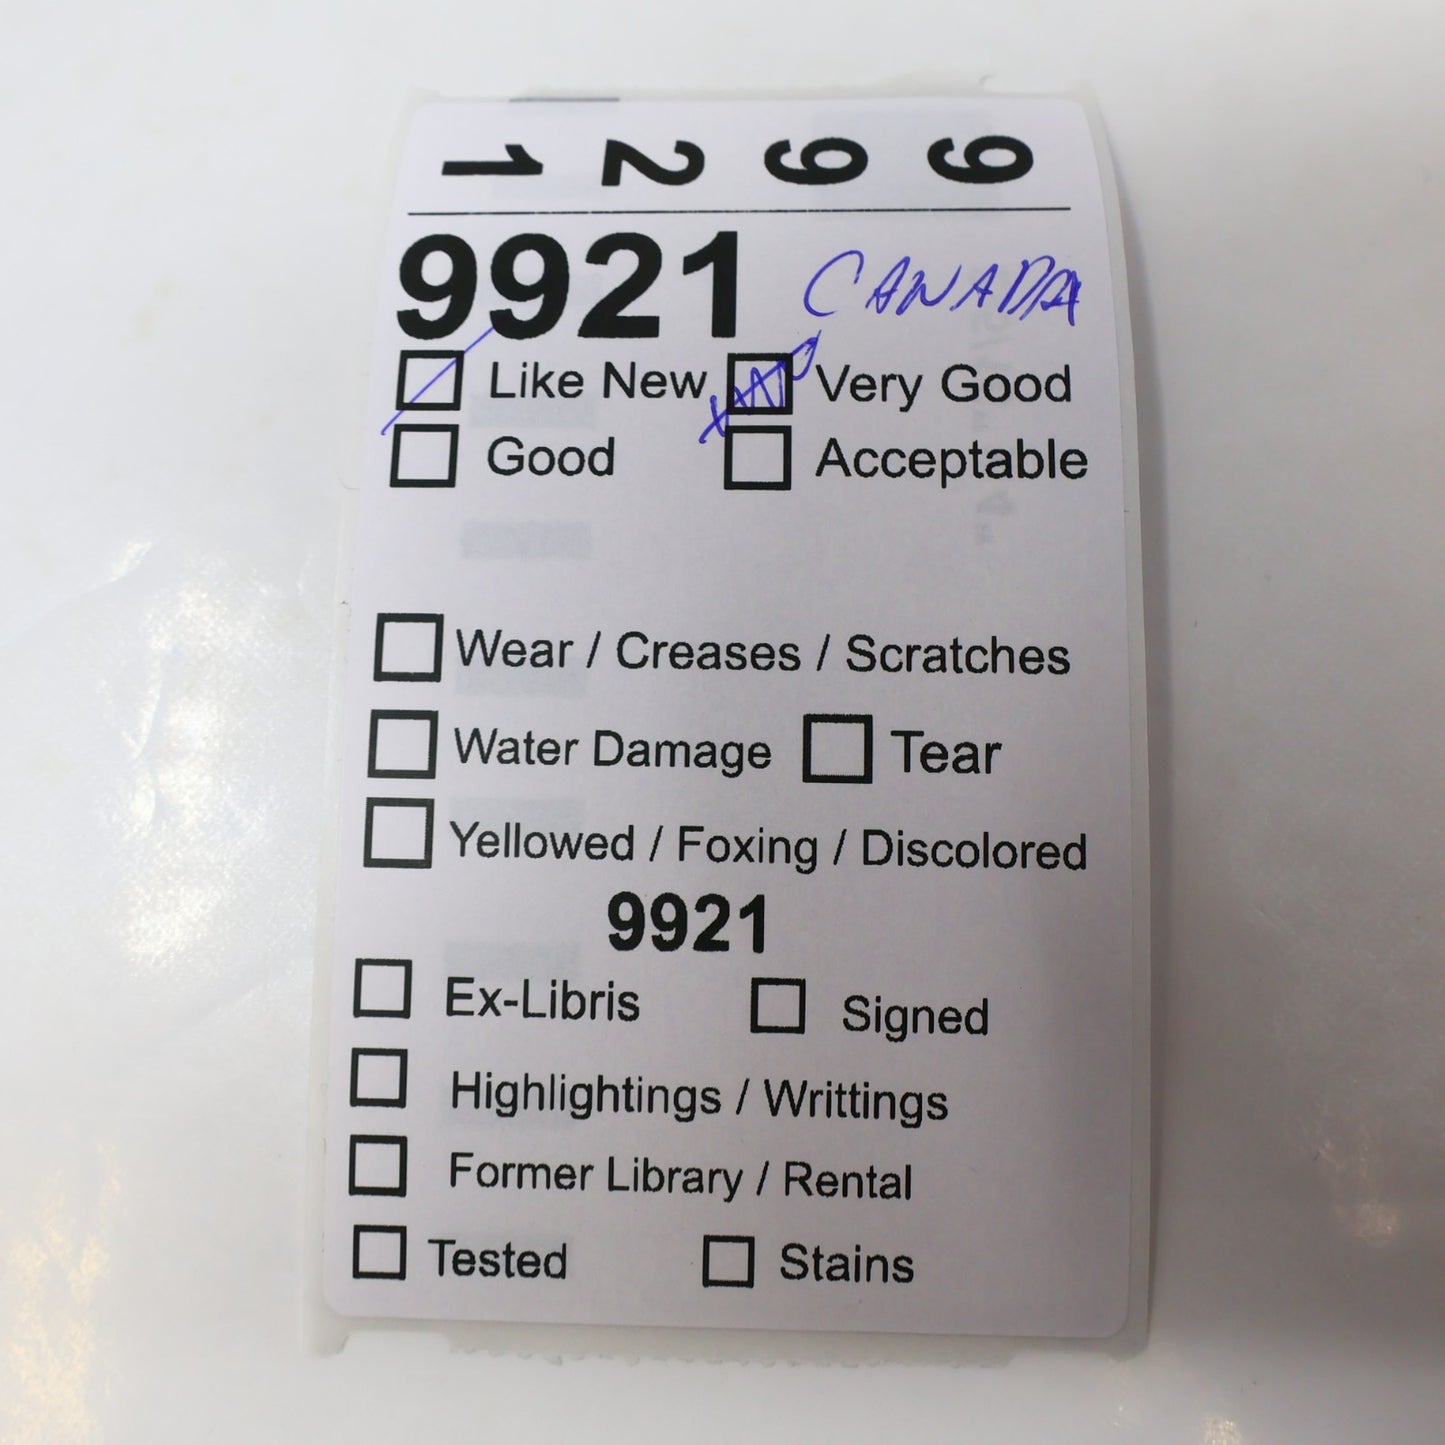 9921
9921 CANADA
Like New Very Good
Good Acceptable
Wear / Creases / Scratches
Water Damage Tear
Yellowed / Foxing / Discolored
9921
Ex-Libris Signed
Highlightings / Writtings
Former Library / Rental
Tested Stains